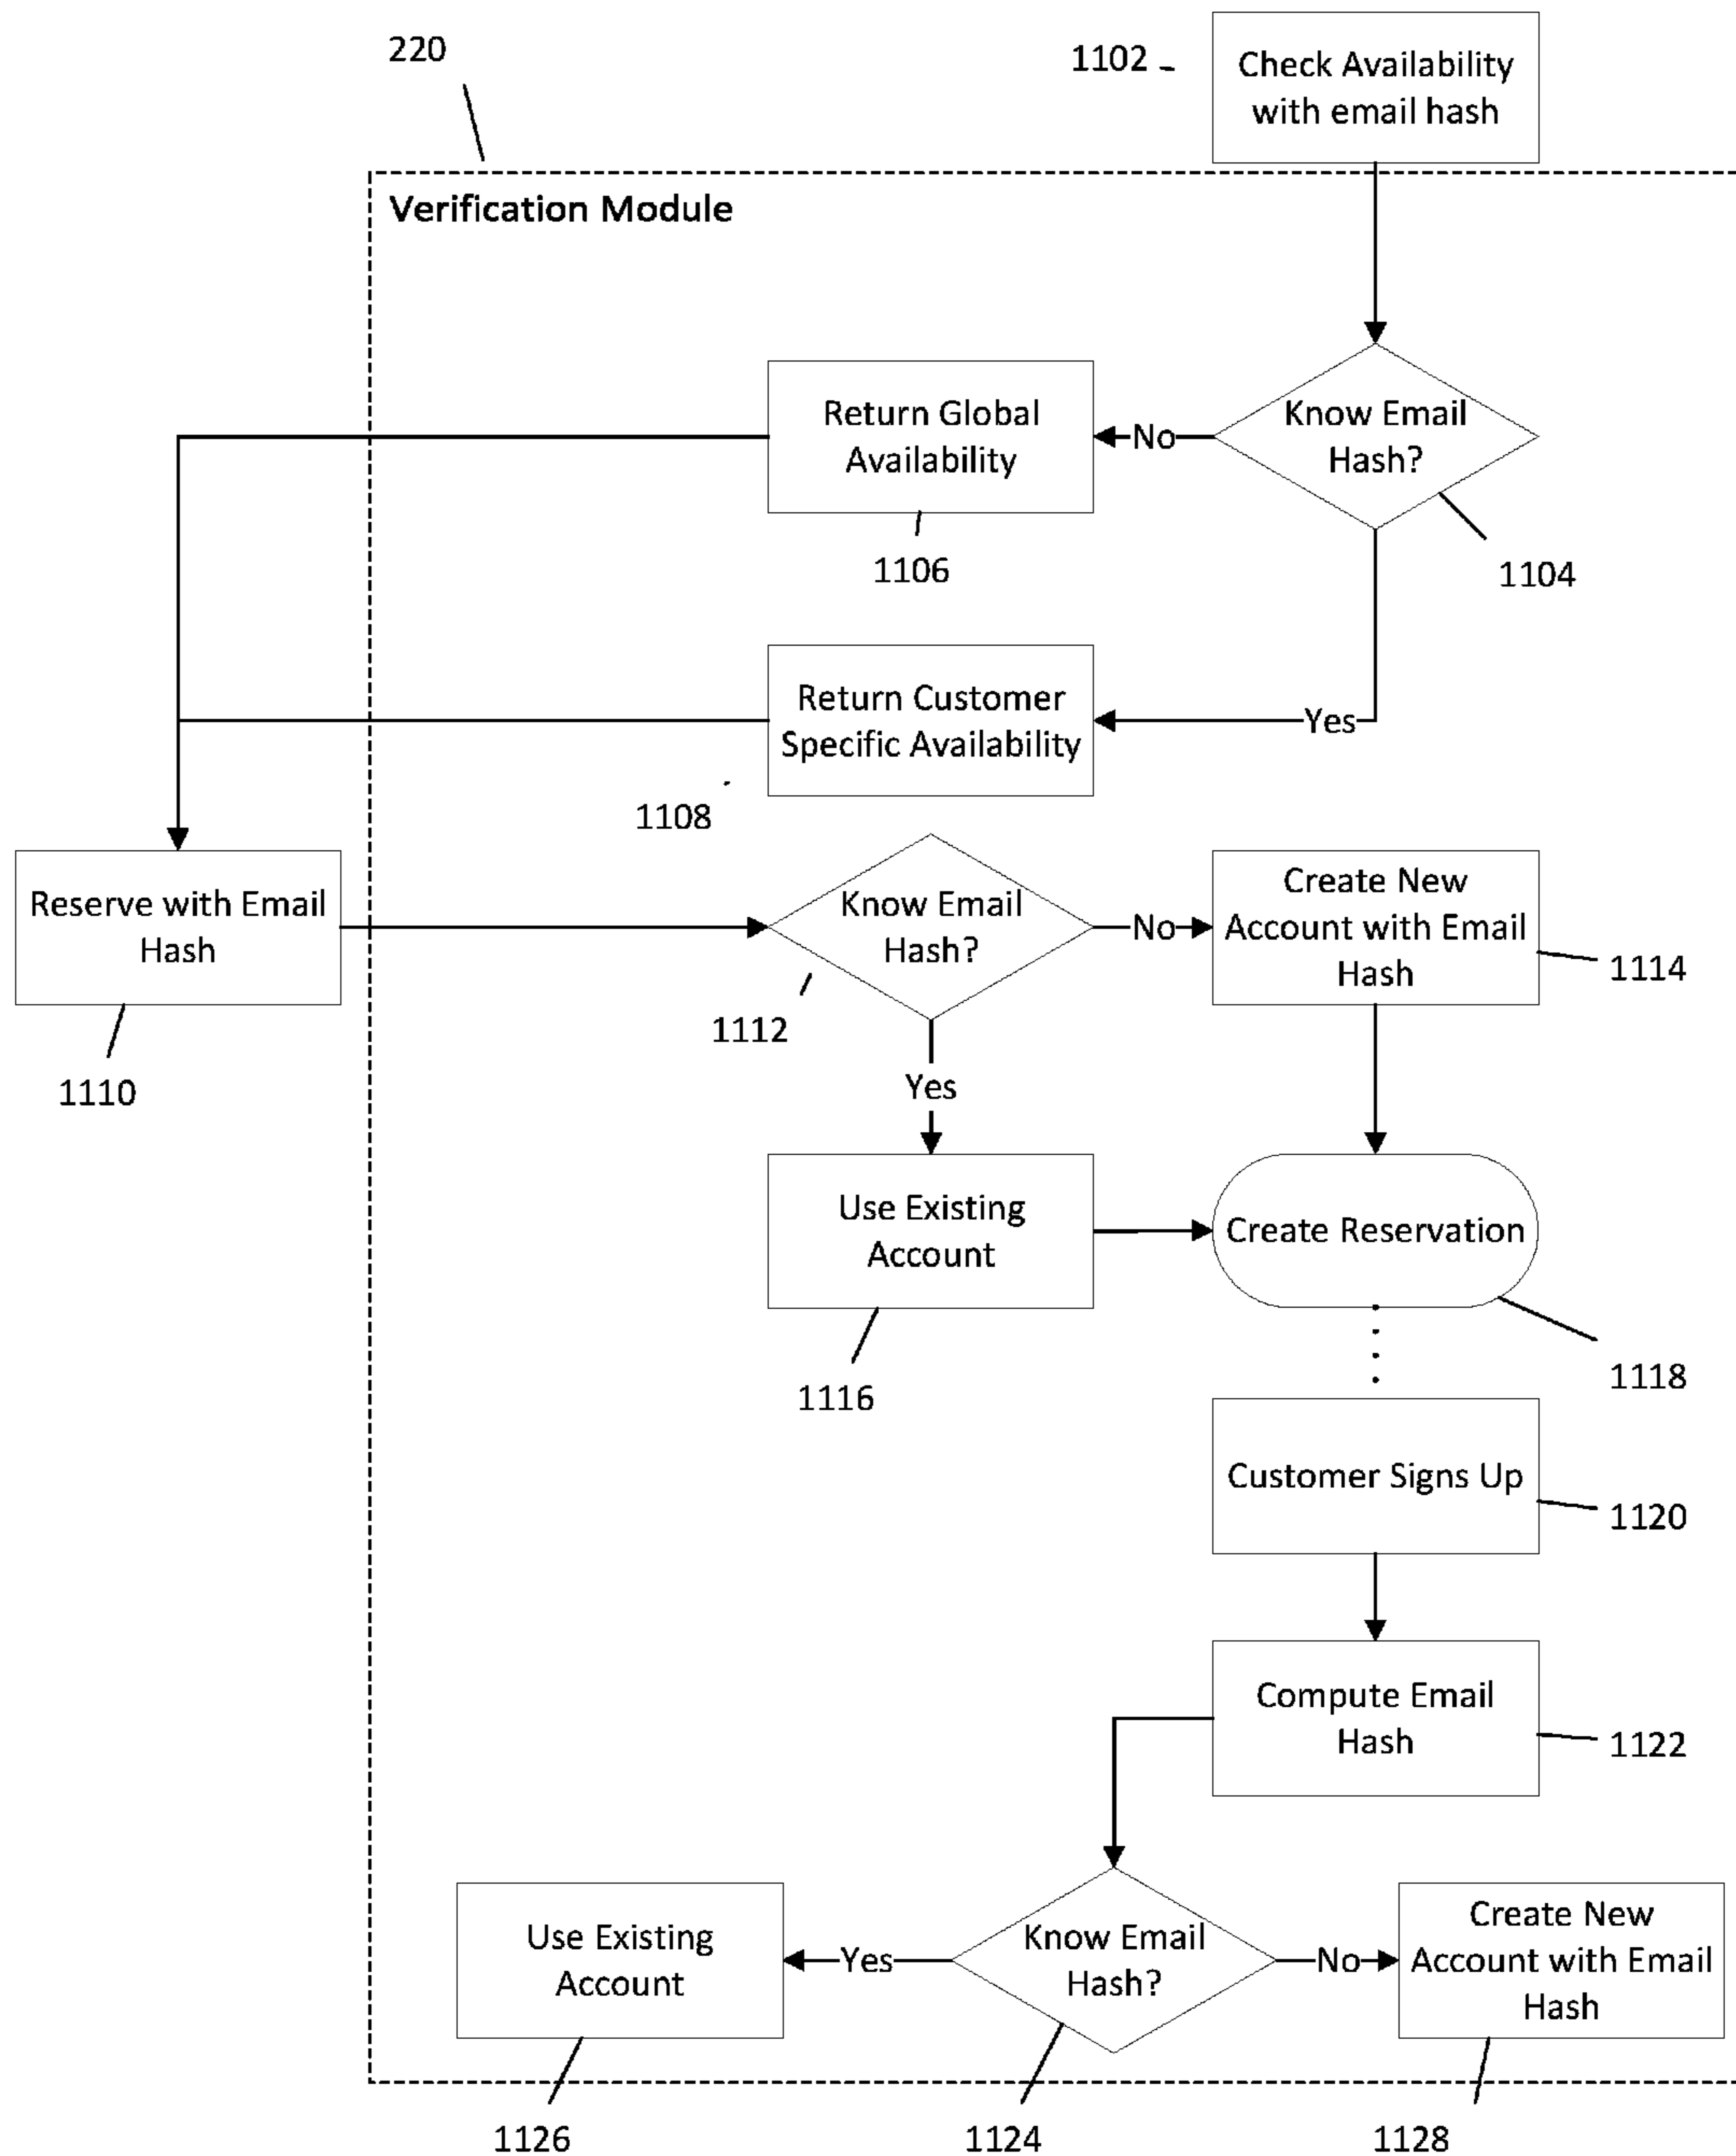 220
1102
Check Availability
with email hash
Verification Module
Return Global
Availability
No
Know Email
Hash?
1106
1104
Return Customer
Specific Availability
Yes
1108
Reserve with Email
Hash
Know Email
Hash?
No
Create New
Account with Email
Hash
1114
1112
1110
Yes
Use Existing
Account
Create Reservation
1116
1118
Customer Signs Up
1120
Compute Email
Hash
1122
Use Existing
Account
Yes
Know Email
Hash?
No
Create New
Account with Email
Hash
1126
1124
1128